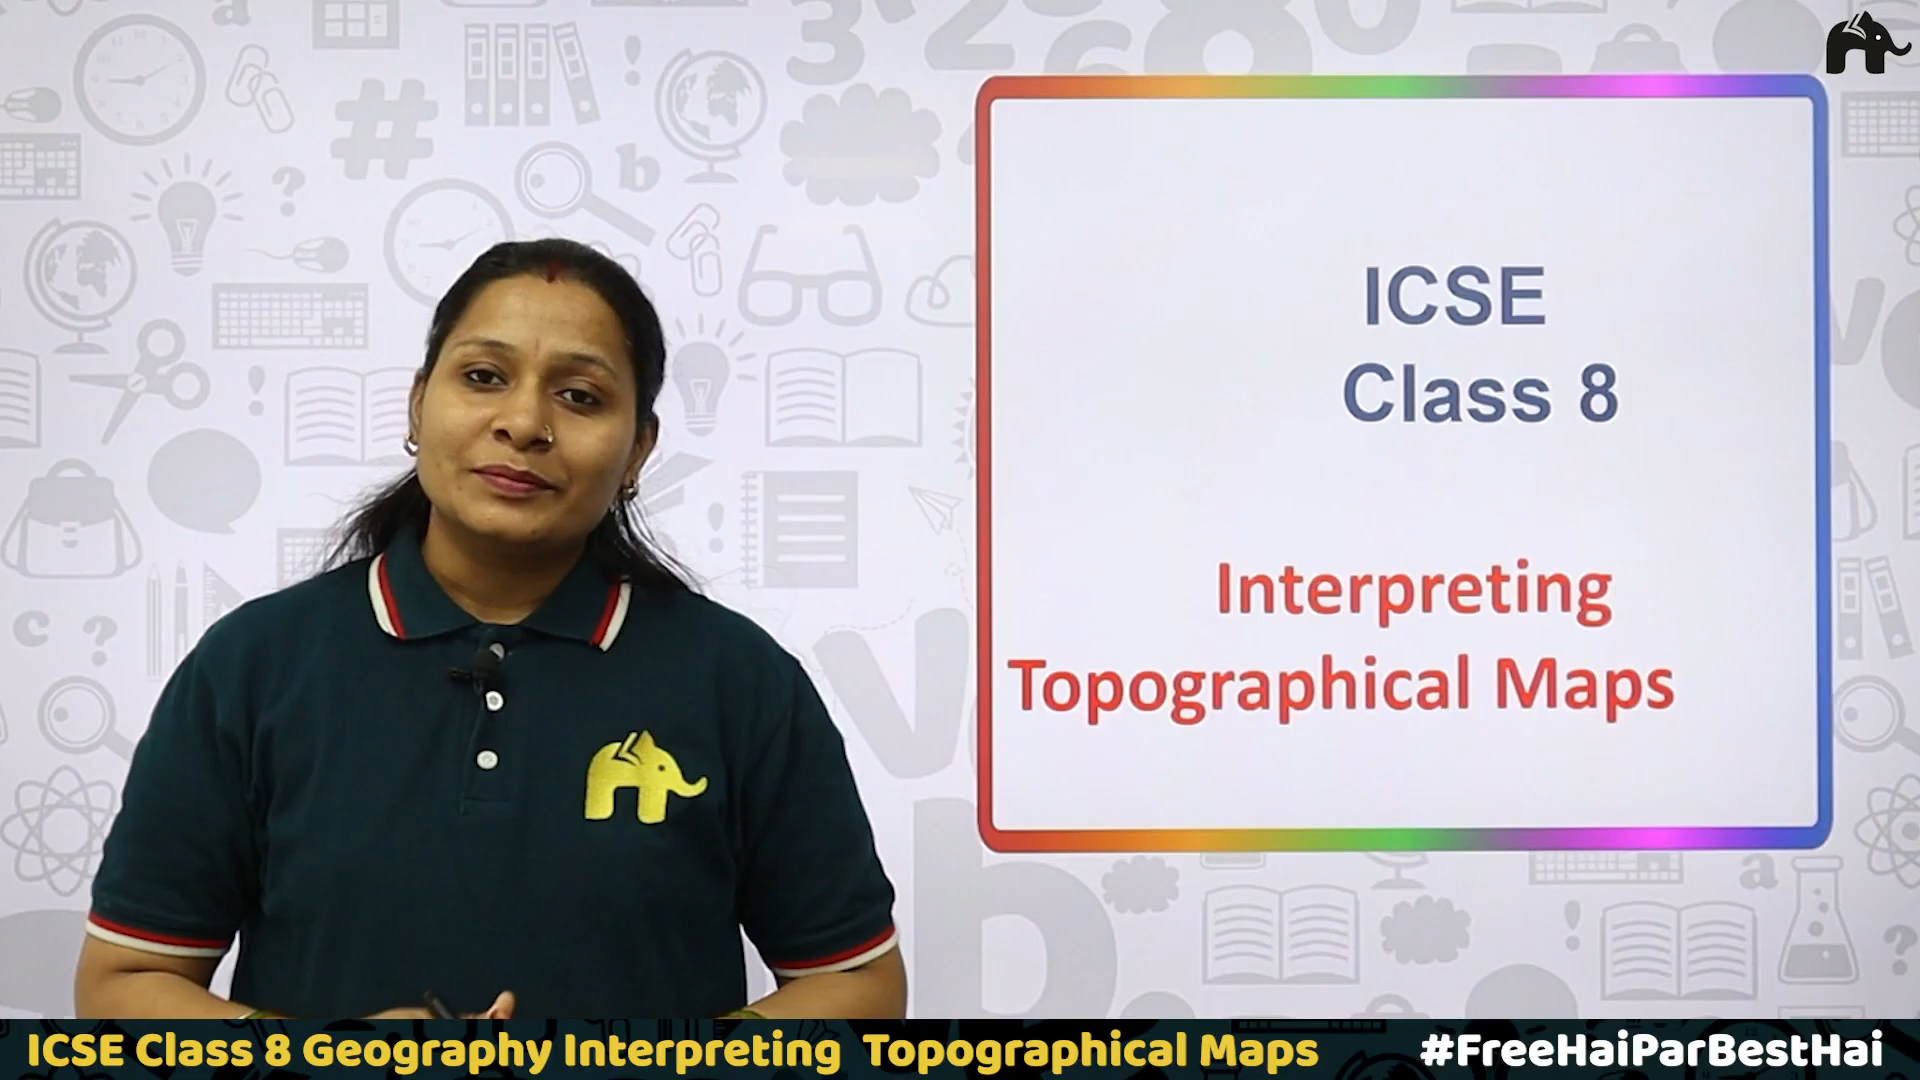 ICSE
Class 8
Interpreting
Topographical Maps
ICSE Class 8 Geography Interpreting Topographical Maps
#FreeHaiParBestHai